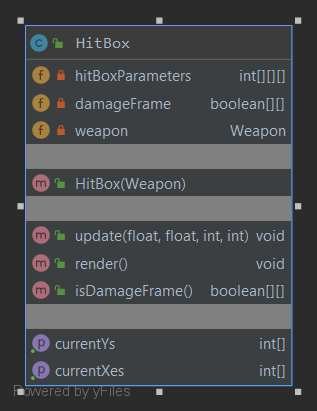 HitBox
hitBoxParameters int[][][]
damageFrame boolean[][]
weapon Weapon
HitBox(Weapon)
update(float, float, int, int) void
render() void
isDamageFrame() boolean[][]
currentYs int[]
currentXes int[]
Powered by yFiles